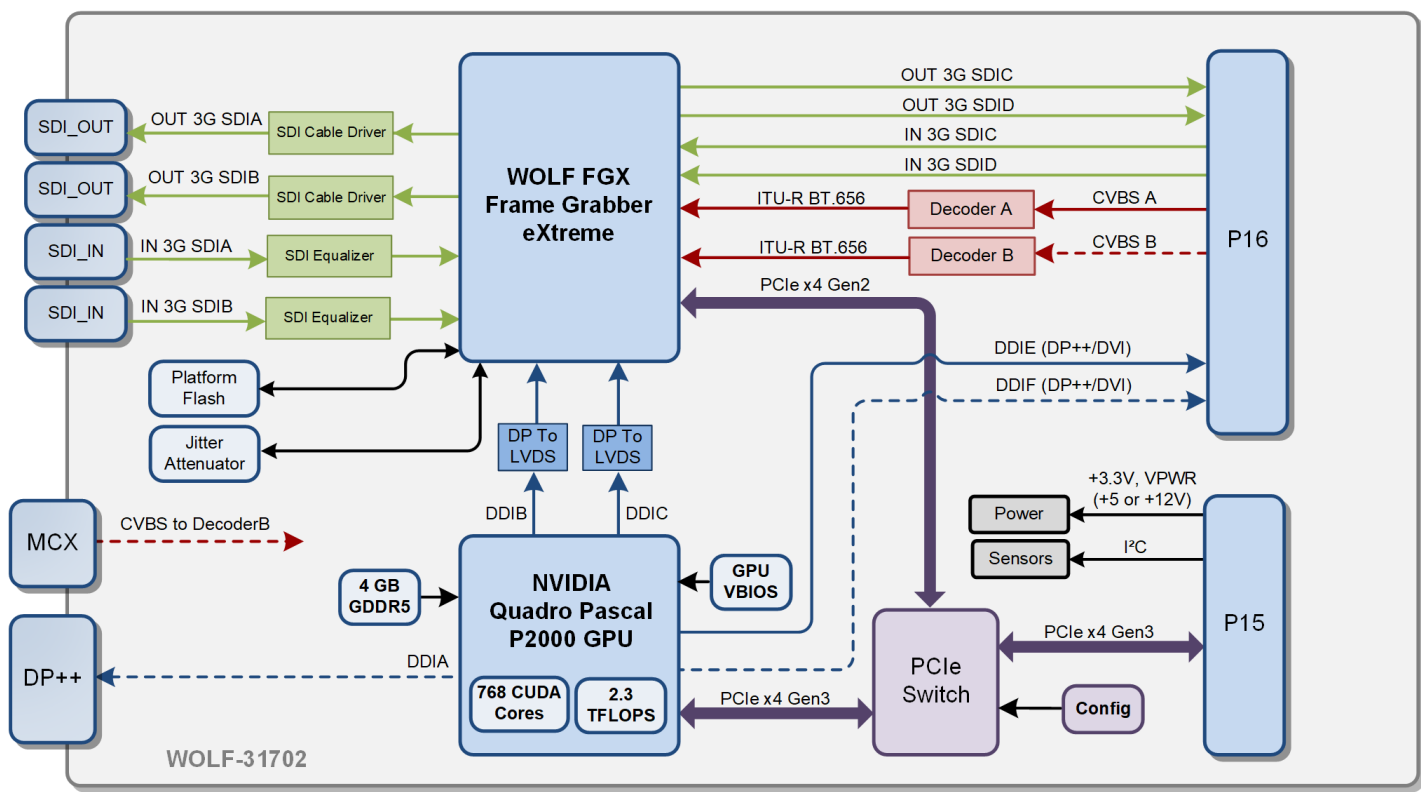 SDI_OUT
OUT 3G SDIA
SDI Cable Driver
SDI_OUT
OUT 3G SDIB
SDI Cable Driver
SDI_IN
IN 3G SDIA
SDI Equalizer
SDI_IN
IN 3G SDIB
SDI Equalizer
WOLF FGX
Frame Grabber
eXtreme
OUT 3G SDIC
OUT 3G SDID
IN 3G SDIC
IN 3G SDID
ITU-R BT.656
Decoder A
CVBS A
ITU-R BT.656
Decoder B
CVBS B
P16
PCIe x4 Gen2
DDIE (DP++/DVI)
DDIF (DP++/DVI)
Platform
Flash
Jitter
Attenuator
DP To
LVDS
DP To
LVDS
DDIB
DDIC
MCX
CVBS to DecoderB
+3.3V, VPWR
(+5 or +12V)
Power
Sensors
I²C
4 GB
GDDR5
NVIDIA
Quadro Pascal
P2000 GPU
GPU
VBIOS
DP++
DDIA
768 CUDA
Cores
2.3
TFLOPS
PCIe x4 Gen3
PCIe
Switch
PCIe x4 Gen3
P15
Config
WOLF-31702